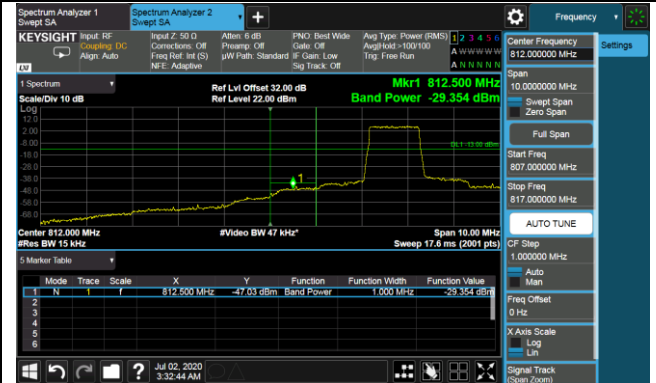 Spectrum Analyzer 1
Swept SA
Spectrum Analyzer 2
Swept SA
+
Frequency
KEYSIGHT
Input: RF
Coupling: DC
Align: Auto
Input Z: 50 Ω
Corrections: Off
Freq Ref: Int (S)
NFE: Adaptive
Atten: 6 dB
Preamp: Off
µW Path: Standard
PNO: Best Wide
Gate: Off
IF Gain: Low
Sig Track: Off
Avg Type: Power (RMS)
Avg|Hold:>100/100
Trig: Free Run
1 2 3 4 5 6
A W W W W W
A N N N N N
LXI
1 Spectrum
Scale/Div 10 dB
Ref Lvl Offset 32.00 dB
Ref Level 22.00 dBm
Mkr1 812.500 MHz
Band Power -29.354 dBm
Log
12.0
2.00
-8.00
-18.0
-28.0
-38.0
-48.0
-58.0
-68.0
DL1 -13.00 dBm
1
Center 812.000 MHz
#Res BW 15 kHz
#Video BW 47 kHz*
Span 10.00 MHz
Sweep 17.6 ms (2001 pts)
5 Marker Table
Mode Trace Scale X Y Function Function Width Function Value
1 N 1 f 812.500 MHz -47.03 dBm Band Power 1.000 MHz -29.354 dBm
2
3
4
5
6
Center Frequency
812.000000 MHz
Settings
Span
10.0000000 MHz
Swept Span
Zero Span
Full Span
Start Freq
807.000000 MHz
Stop Freq
817.000000 MHz
AUTO TUNE
CF Step
1.000000 MHz
Auto
Man
Freq Offset
0 Hz
X Axis Scale
Log
Lin
Signal Track
(Span Zoom)
?
Jul 02, 2020
3:32:44 AM